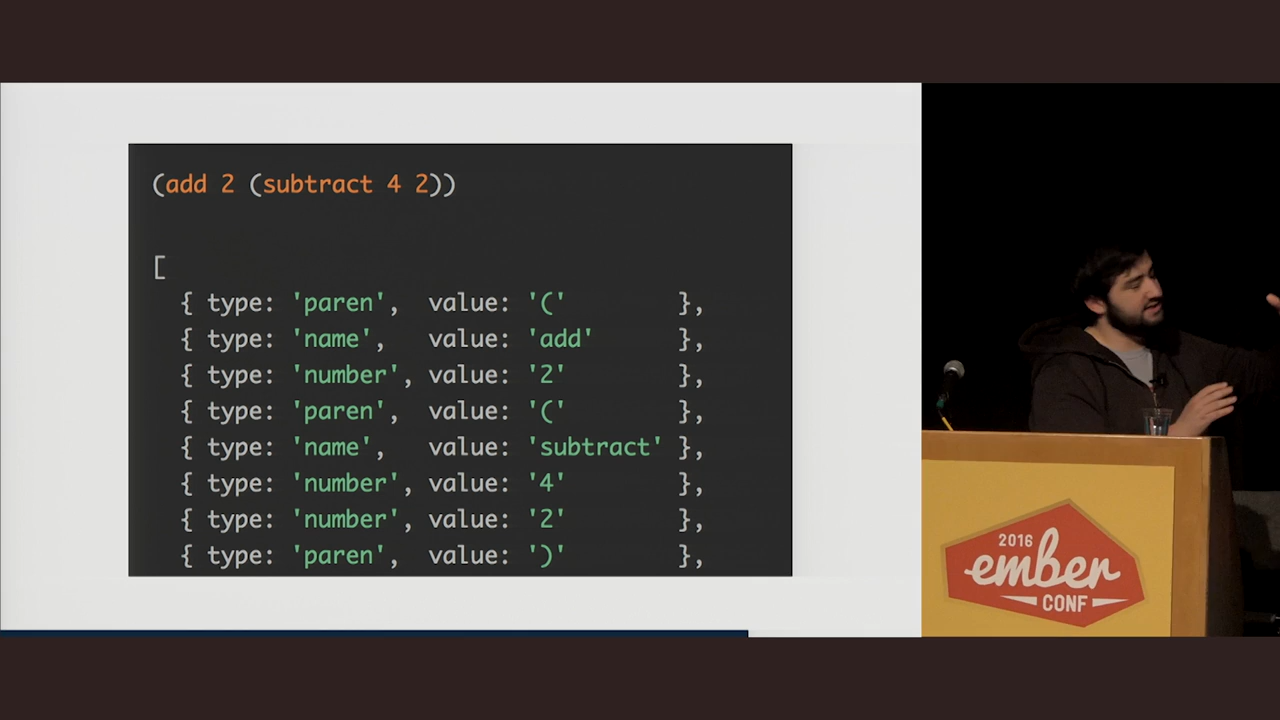 (add 2 (subtract 4 2))
[
{ type: 'paren', value: '(' },
{ type: 'name', value: 'add' },
{ type: 'number', value: '2' },
{ type: 'paren', value: '(' },
{ type: 'name', value: 'subtract' },
{ type: 'number', value: '4' },
{ type: 'number', value: '2' },
{ type: 'paren', value: ')' },
2016
ember
CONF